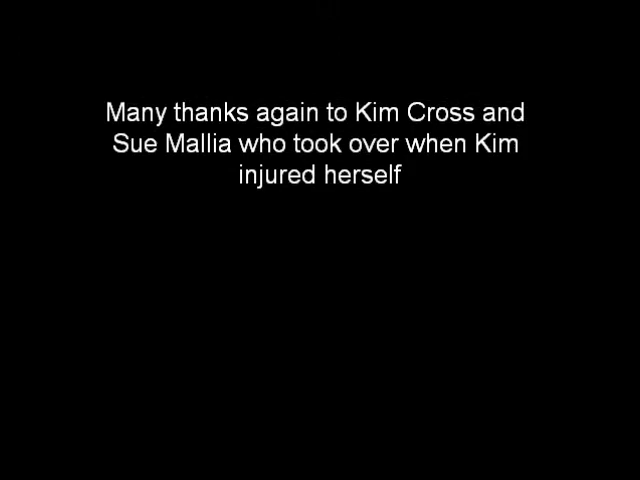 Many thanks again to Kim Cross and
Sue Mallia who took over when Kim
injured herself